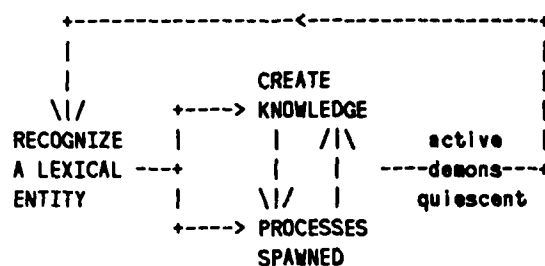 CREATE
KNOWLEDGE
RECOGNIZE
A LEXICAL
ENTITY
active
demons
quiescent
PROCESSES
SPAWNED